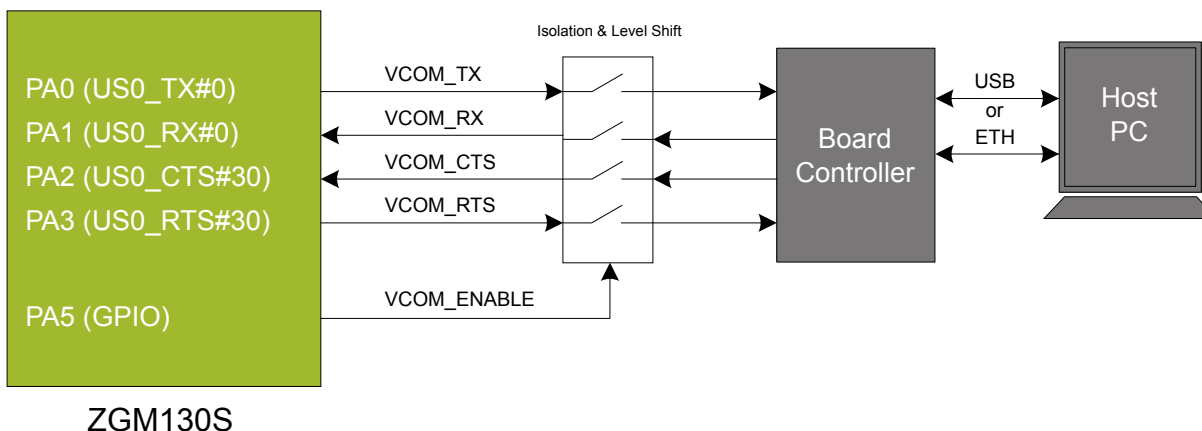 Isolation & Level Shift
PA0 (US0_TX#0)
VCOM_TX
PA1 (US0_RX#0)
VCOM_RX
PA2 (US0_CTS#30)
VCOM_CTS
PA3 (US0_RTS#30)
VCOM_RTS
PA5 (GPIO)
VCOM_ENABLE
Board
Controller
USB
or
ETH
Host
PC
ZGM130S